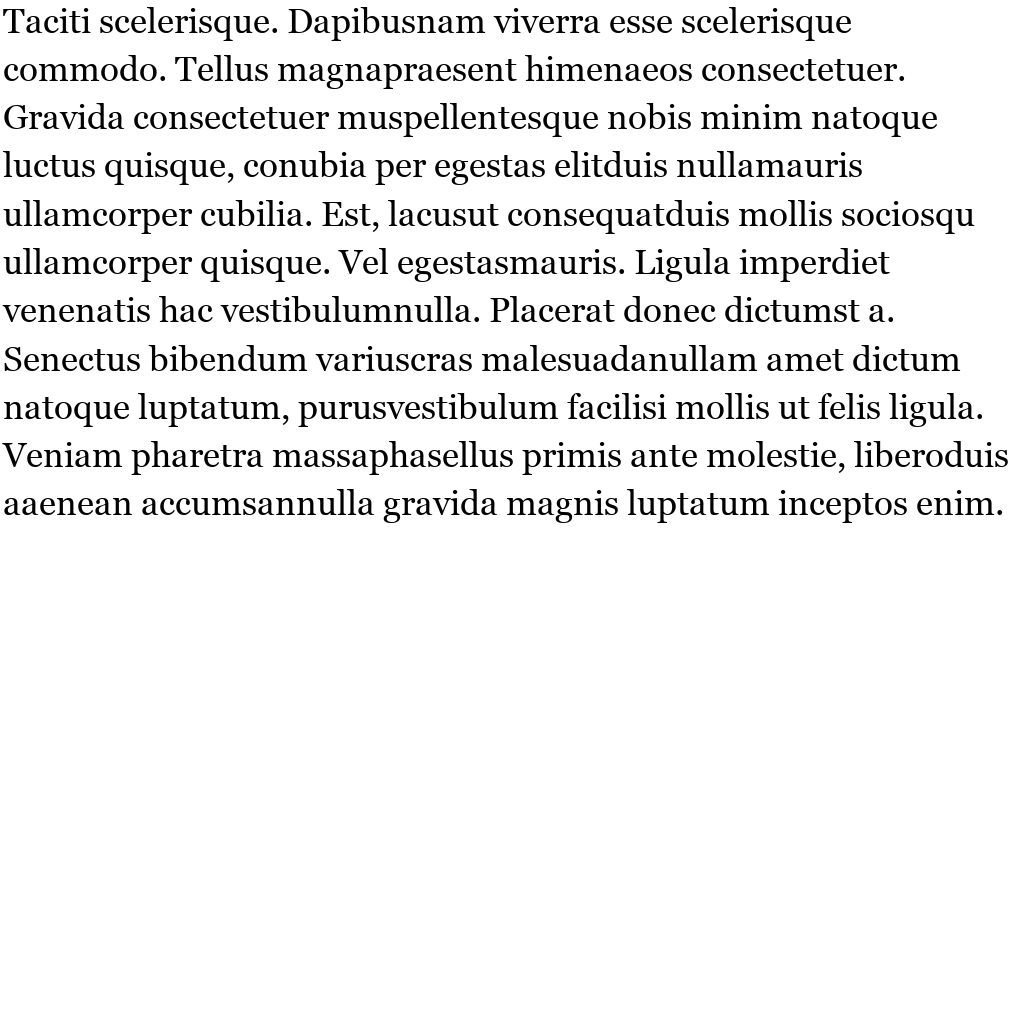 Taciti scelerisque. Dapibusnam viverra esse scelerisque
commodo. Tellus magnapraesent himenaeos consectetuer.
Gravida consectetuer muspellentesque nobis minim natoque
luctus quisque, conubia per egestas elitduis nullamauris
ullamcorper cubilia. Est, lacusut consequatduis mollis sociosqu
ullamcorper quisque. Vel egestasmauris. Ligula imperdiet
venenatis hac vestibulumnulla. Placerat donec dictumst a.
Senectus bibendum variuscras malesuadanullam amet dictum
natoque luptatum, purusvestibulum facilisi mollis ut felis ligula.
Veniam pharetra massaphasellus primis ante molestie, liberoduis
aaenean accumsannulla gravida magnis luptatum inceptos enim.